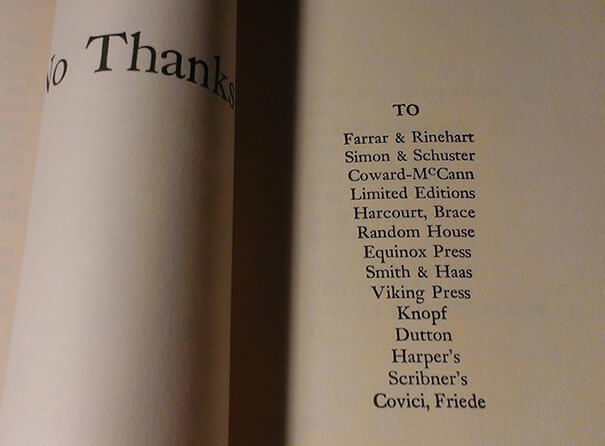 No Thanks
TO
Farrar & Rinehart
Simon & Schuster
Coward-McCann
Limited Editions
Harcourt, Brace
Random House
Equinox Press
Smith & Haas
Viking Press
Knopf
Dutton
Harper's
Scribner's
Covici, Friede